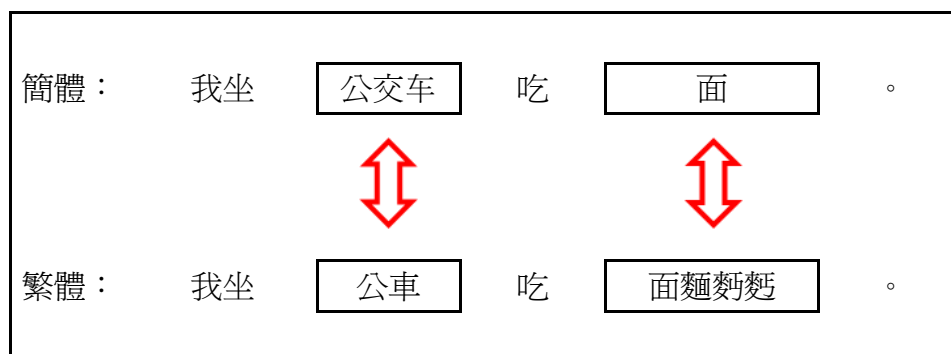 簡體： 我坐 公交车 吃 面 。
繁體： 我坐 公車 吃 面麵麪麫 。